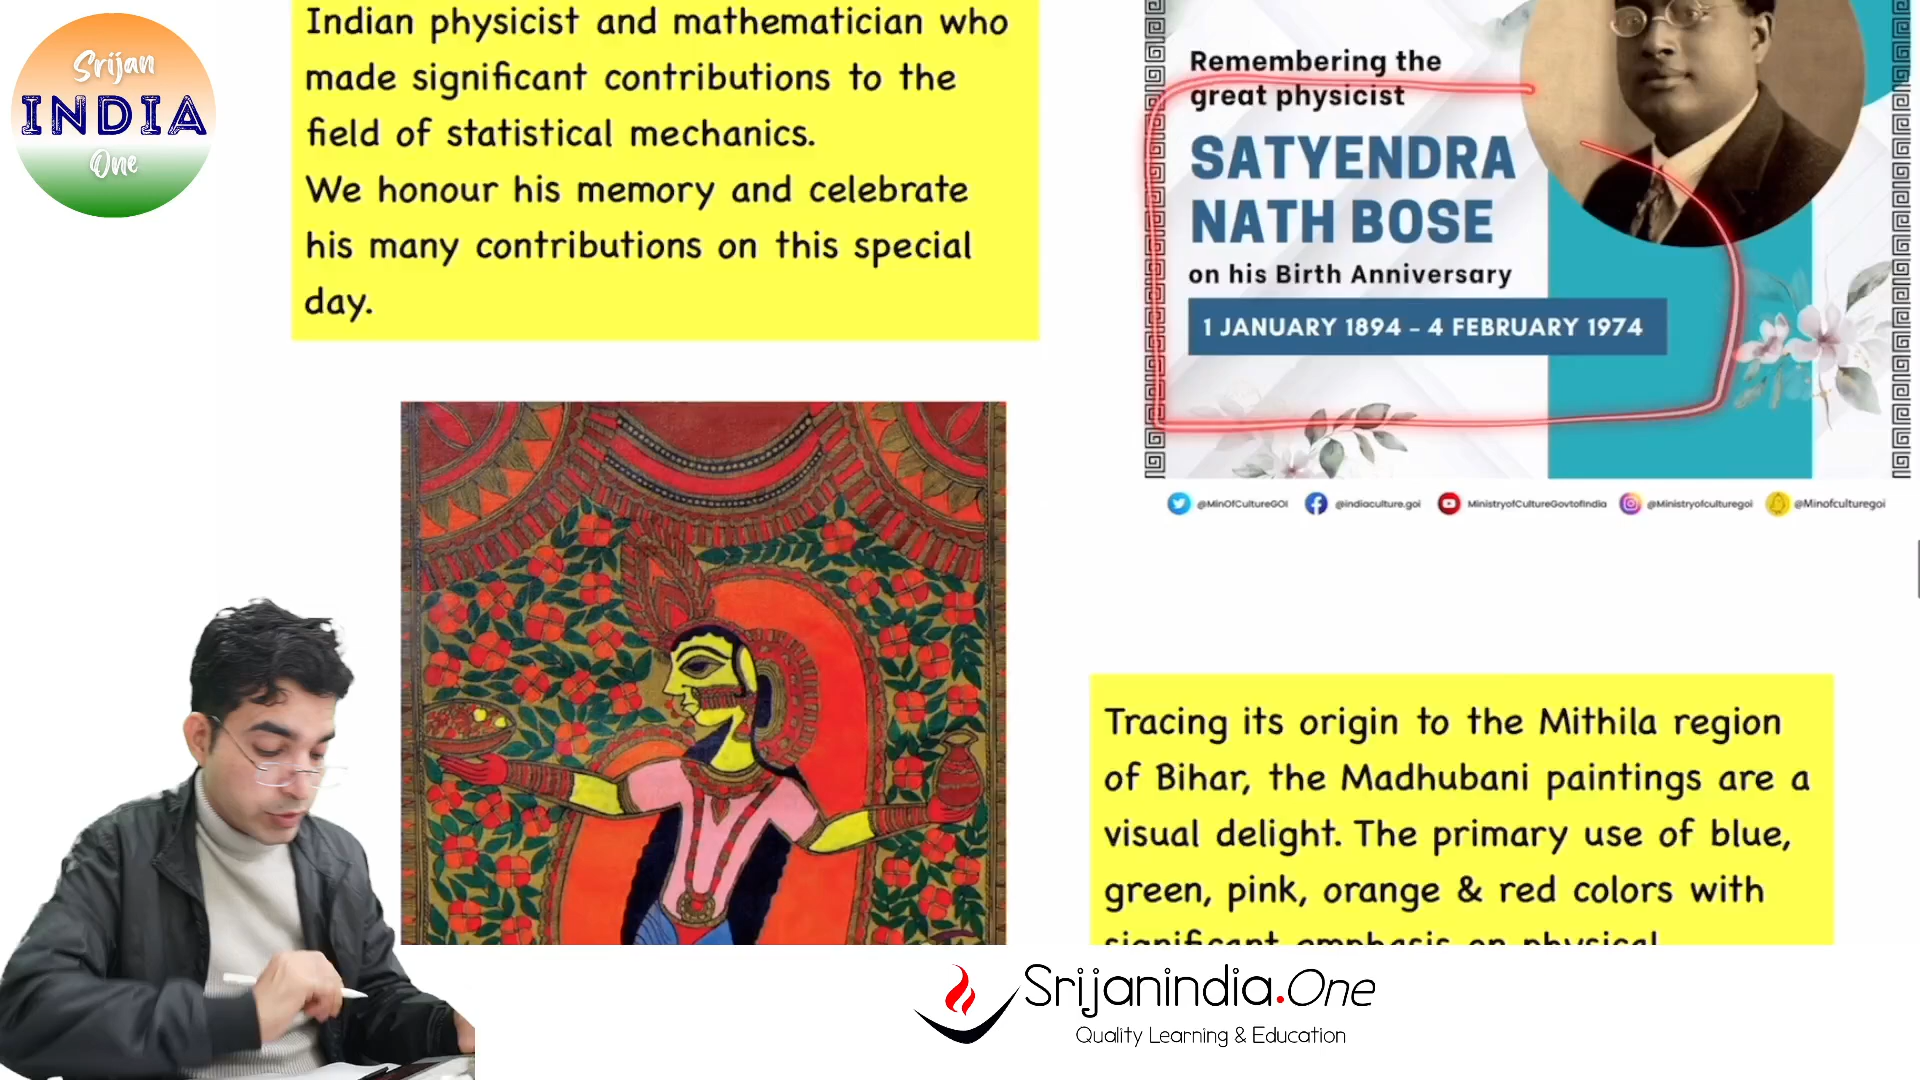 Srijan
INDIA
One
Indian physicist and mathematician who
made significant contributions to the
field of statistical mechanics.
We honour his memory and celebrate
his many contributions on this special
day.
Remembering the
great physicist
SATYENDRA
NATH BOSE
on his Birth Anniversary
1 JANUARY 1894 - 4 FEBRUARY 1974
@MinOfCultureGOI @indiaculture.goi MinistryofCultureGovtofIndia @Ministryofculturegoi @Minofculturegoi
Tracing its origin to the Mithila region
of Bihar, the Madhubani paintings are a
visual delight. The primary use of blue,
green, pink, orange & red colors with
significant emphasis on physical
Srijanindia.One
Quality Learning & Education